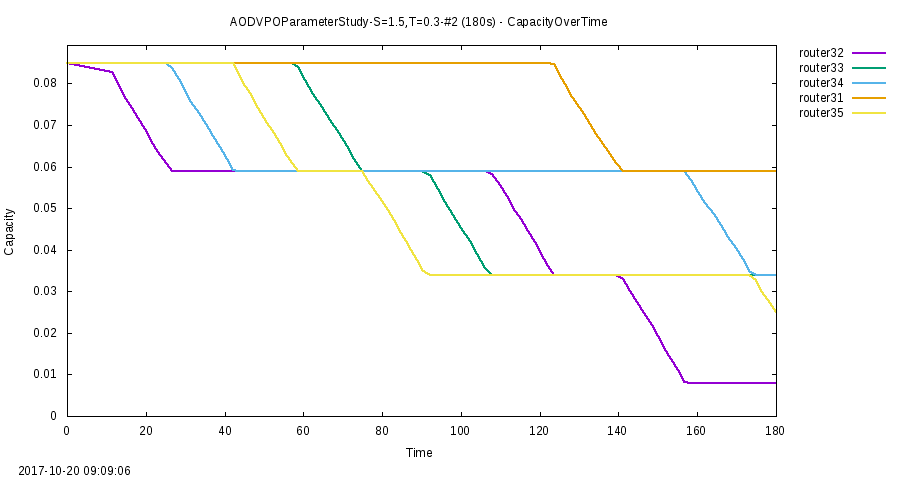 AODVPOParameterStudy-S=1.5,T=0.3-#2 (180s) - CapacityOverTime
router32
router33
router34
router31
router35
0.08
0.07
0.06
0.05
0.04
0.03
0.02
0.01
0
Capacity
0 20 40 60 80 100 120 140 160 180
Time
2017-10-20 09:09:06